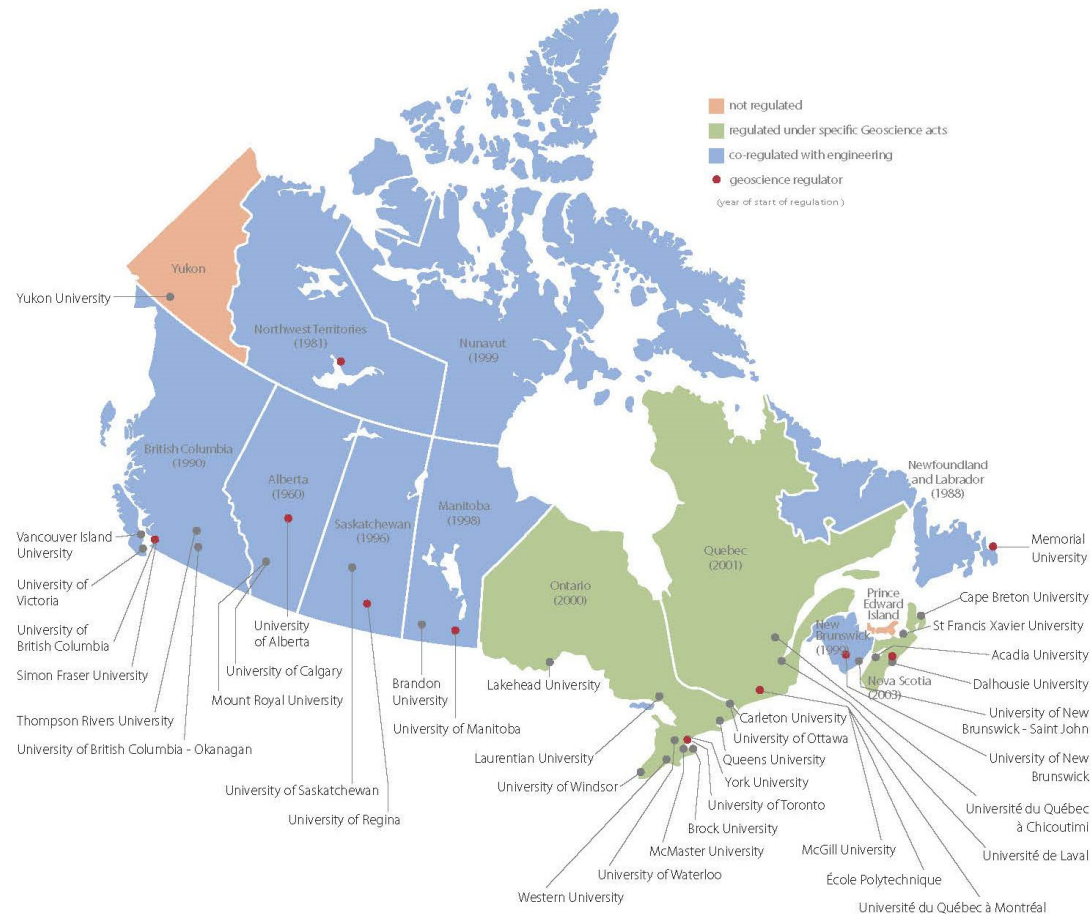 not regulated
regulated under specific Geoscience acts
co-regulated with engineering
geoscience regulator
(year of start of regulation )
Yukon
Yukon University
Northwest Territories
(1981)
Nunavut
(1999
British Columbia
(1990)
Alberta
(1960)
Saskatchewan
(1996)
Manitoba
(1998)
Ontario
(2000)
Quebec
(2001)
Newfoundland
and Labrador
(1988)
Prince
Edward
Island
New
Brunswick
(1999)
Nova Scotia
(2003)
Vancouver Island
University
University of
Victoria
University of
British Columbia
Simon Fraser University
Thompson Rivers University
University of British Columbia - Okanagan
Mount Royal University
University of Calgary
University
of Alberta
University of Saskatchewan
University of Regina
Brandon
University
University of Manitoba
Lakehead University
Laurentian University
University of Windsor
Western University
University of Waterloo
McMaster University
Brock University
University of Toronto
York University
Queens University
University of Ottawa
Carleton University
McGill University
École Polytechnique
Université du Québec à Montréal
Université de Laval
Université du Québec
à Chicoutimi
University of New
Brunswick
University of New
Brunswick - Saint John
Dalhousie University
Acadia University
St Francis Xavier University
Cape Breton University
Memorial
University